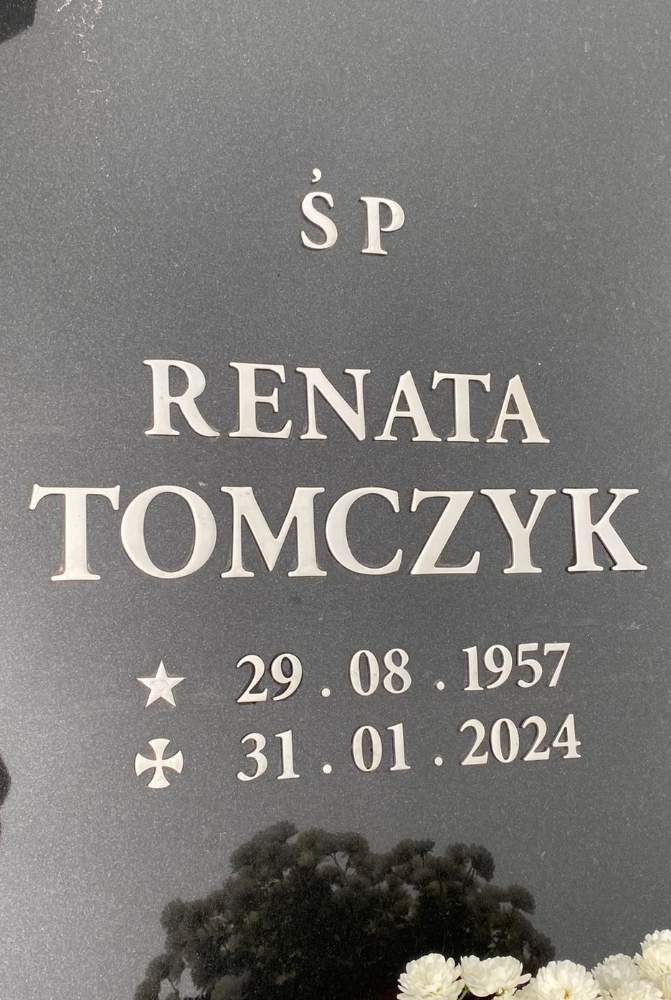 ŚP
RENATA
TOMCZYK
29.08.1957
31.01.2024